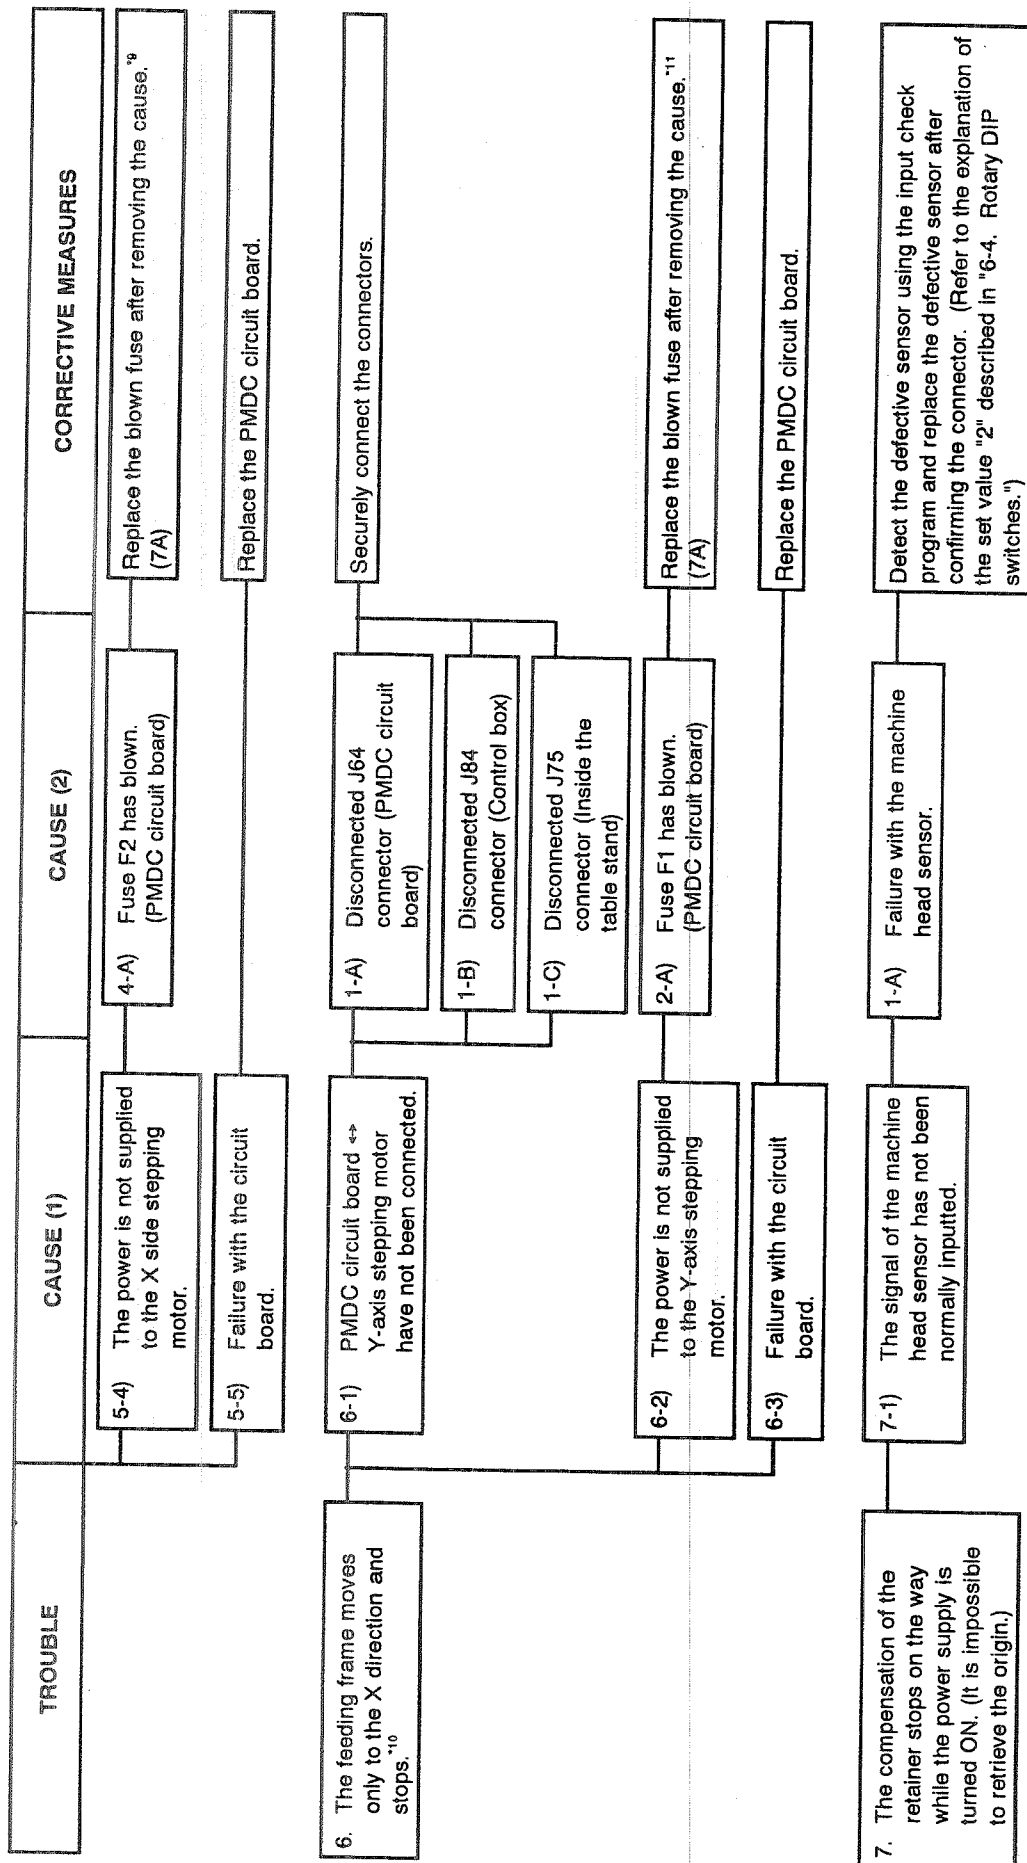 TROUBLE
CAUSE (1)
CAUSE (2)
CORRECTIVE MEASURES
5-4) The power is not supplied
to the X side stepping
motor.
4-A) Fuse F2 has blown.
(PMDC circuit board)
Replace the blown fuse after removing the cause.*9
(7A)
5-5) Failure with the circuit
board.
Replace the PMDC circuit board.
6. The feeding frame moves
only to the X direction and
stops.*10
6-1) PMDC circuit board ↔
Y-axis stepping motor
have not been connected.
1-A) Disconnected J64
connector (PMDC circuit
board)
1-B) Disconnected J84
connector (Control box)
1-C) Disconnected J75
connector (Inside the
table stand)
Securely connect the connectors.
6-2) The power is not supplied
to the Y-axis stepping
motor.
2-A) Fuse F1 has blown.
(PMDC circuit board)
Replace the blown fuse after removing the cause.*11
(7A)
6-3) Failure with the circuit
board.
Replace the PMDC circuit board.
7. The compensation of the
retainer stops on the way
while the power supply is
turned ON. (It is impossible
to retrieve the origin.)
7-1) The signal of the machine
head sensor has not been
normally inputted.
1-A) Failure with the machine
head sensor.
Detect the defective sensor using the input check
program and replace the defective sensor after
confirming the connector. (Refer to the explanation of
the set value "2" described in "6-4. Rotary DIP
switches.")